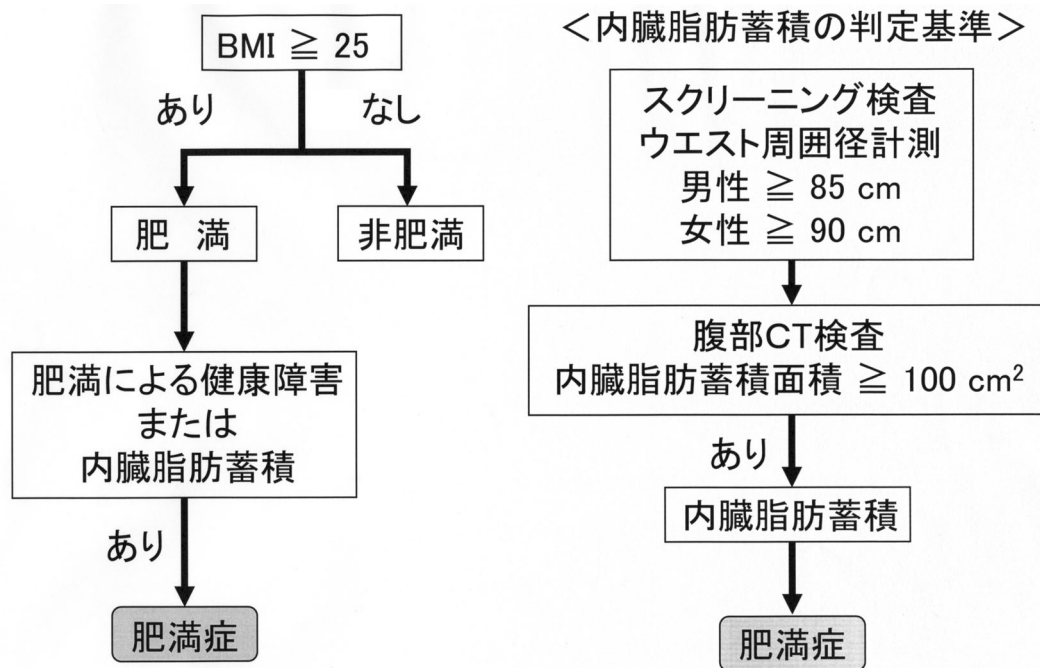 BMI ≧ 25
あり
なし
肥 満
非肥満
肥満による健康障害
または
内臓脂肪蓄積
あり
肥満症
＜内臓脂肪蓄積の判定基準＞
スクリーニング検査
ウエスト周囲径計測
男性 ≧ 85 cm
女性 ≧ 90 cm
腹部CT検査
内臓脂肪蓄積面積 ≧ 100 cm²
あり
内臓脂肪蓄積
肥満症